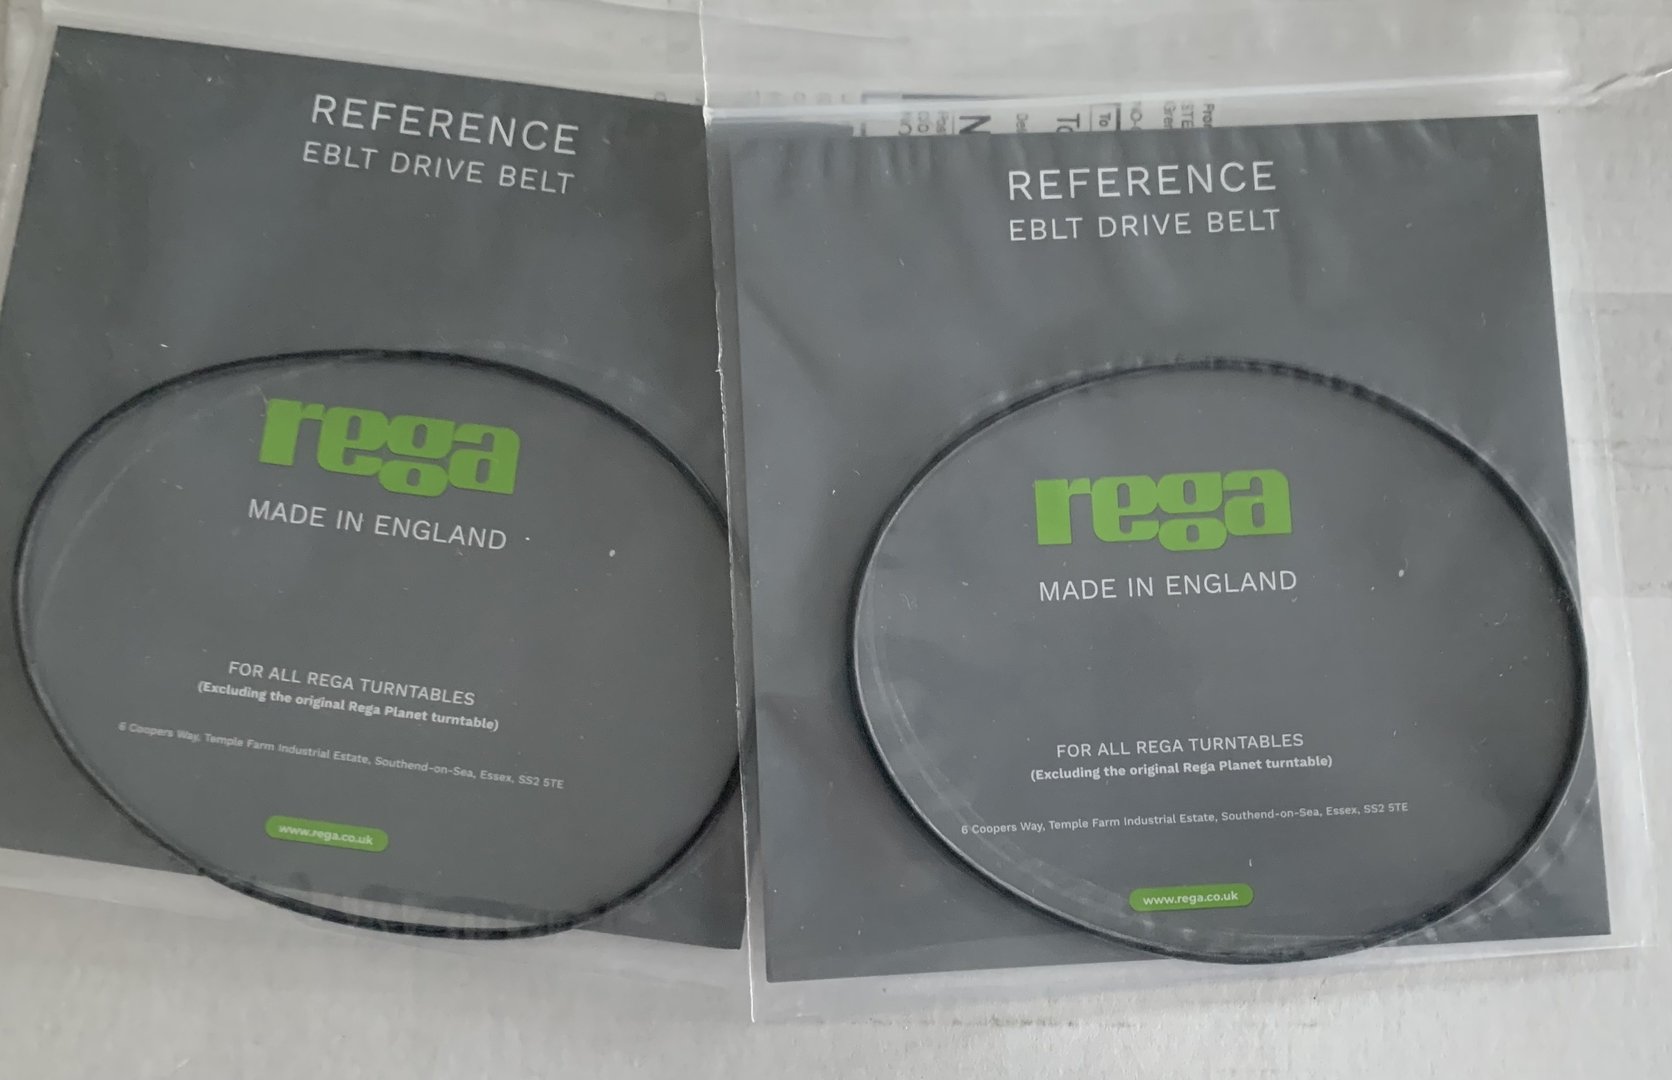 REFERENCE
EBLT DRIVE BELT
rega
MADE IN ENGLAND
FOR ALL REGA TURNTABLES
(Excluding the original Rega Planet turntable)
6 Coopers Way, Temple Farm Industrial Estate, Southend-on-Sea, Essex, SS2 5TE
www.rega.co.uk
To
REFERENCE
EBLT DRIVE BELT
rega
MADE IN ENGLAND
FOR ALL REGA TURNTABLES
(Excluding the original Rega Planet turntable)
6 Coopers Way, Temple Farm Industrial Estate, Southend-on-Sea, Essex, SS2 5TE
www.rega.co.uk